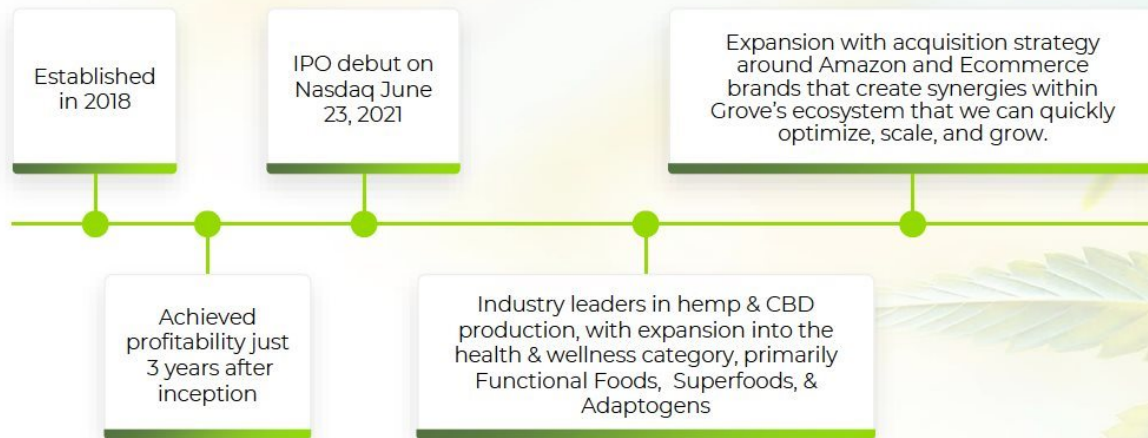 Established
in 2018
IPO debut on
Nasdaq June
23, 2021
Expansion with acquisition strategy
around Amazon and Ecommerce
brands that create synergies within
Grove's ecosystem that we can quickly
optimize, scale, and grow.
Achieved
profitability just
3 years after
inception
Industry leaders in hemp & CBD
production, with expansion into the
health & wellness category, primarily
Functional Foods, Superfoods, &
Adaptogens